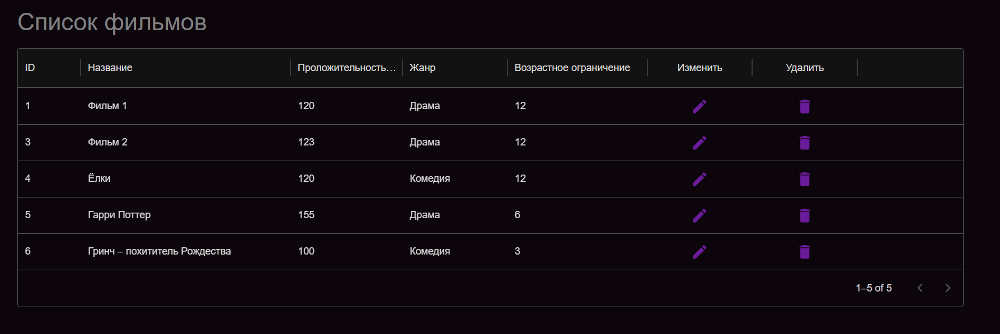 Список фильмов
ID Название Проложительность... Жанр Возрастное ограничение Изменить Удалить
1 Фильм 1 120 Драма 12
3 Фильм 2 123 Драма 12
4 Ёлки 120 Комедия 12
5 Гарри Поттер 155 Драма 6
6 Гринч – похититель Рождества 100 Комедия 3
1–5 of 5